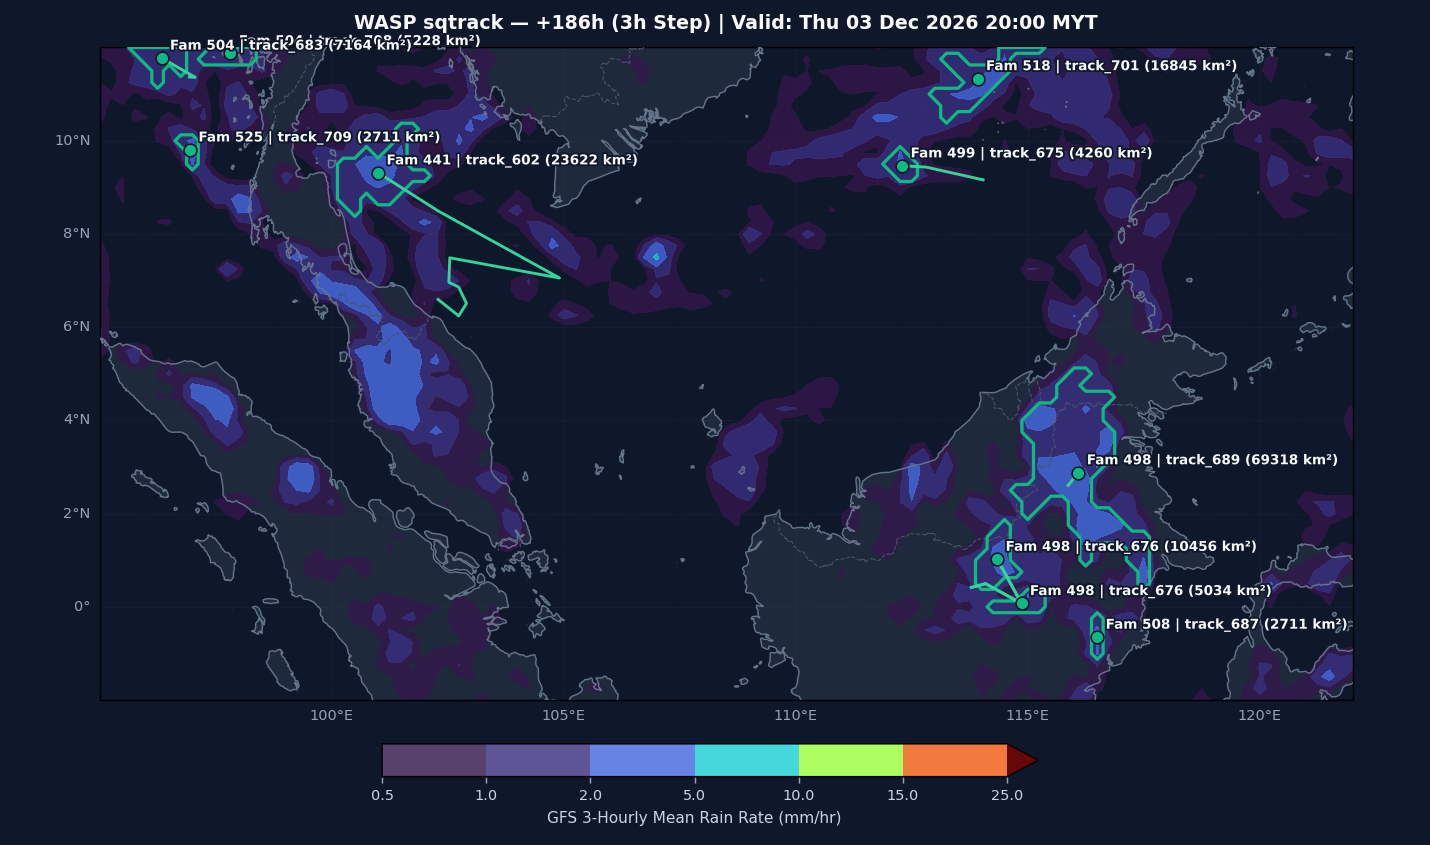 WASP sqtrack — +186h (3h Step) | Valid: Thu 03 Dec 2026 20:00 MYT
Fam 504 | track_683 (7164 km²)
Fam 518 | track_701 (16845 km²)
Fam 525 | track_709 (2711 km²)
Fam 441 | track_602 (23622 km²)
Fam 499 | track_675 (4260 km²)
Fam 498 | track_689 (69318 km²)
Fam 498 | track_676 (10456 km²)
Fam 498 | track_676 (5034 km²)
Fam 508 | track_687 (2711 km²)
10°N
8°N
6°N
4°N
2°N
0°
100°E 105°E 110°E 115°E 120°E
0.5 1.0 2.0 5.0 10.0 15.0 25.0
GFS 3-Hourly Mean Rain Rate (mm/hr)